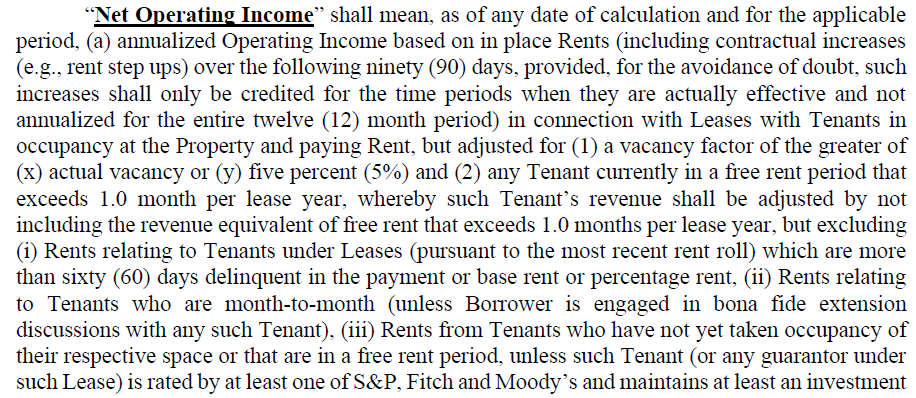 “Net Operating Income” shall mean, as of any date of calculation and for the applicable
period, (a) annualized Operating Income based on in place Rents (including contractual increases
(e.g., rent step ups) over the following ninety (90) days, provided, for the avoidance of doubt, such
increases shall only be credited for the time periods when they are actually effective and not
annualized for the entire twelve (12) month period) in connection with Leases with Tenants in
occupancy at the Property and paying Rent, but adjusted for (1) a vacancy factor of the greater of
(x) actual vacancy or (y) five percent (5%) and (2) any Tenant currently in a free rent period that
exceeds 1.0 month per lease year, whereby such Tenant’s revenue shall be adjusted by not
including the revenue equivalent of free rent that exceeds 1.0 months per lease year, but excluding
(i) Rents relating to Tenants under Leases (pursuant to the most recent rent roll) which are more
than sixty (60) days delinquent in the payment or base rent or percentage rent, (ii) Rents relating
to Tenants who are month-to-month (unless Borrower is engaged in bona fide extension
discussions with any such Tenant), (iii) Rents from Tenants who have not yet taken occupancy of
their respective space or that are in a free rent period, unless such Tenant (or any guarantor under
such Lease) is rated by at least one of S&P, Fitch and Moody’s and maintains at least an investment